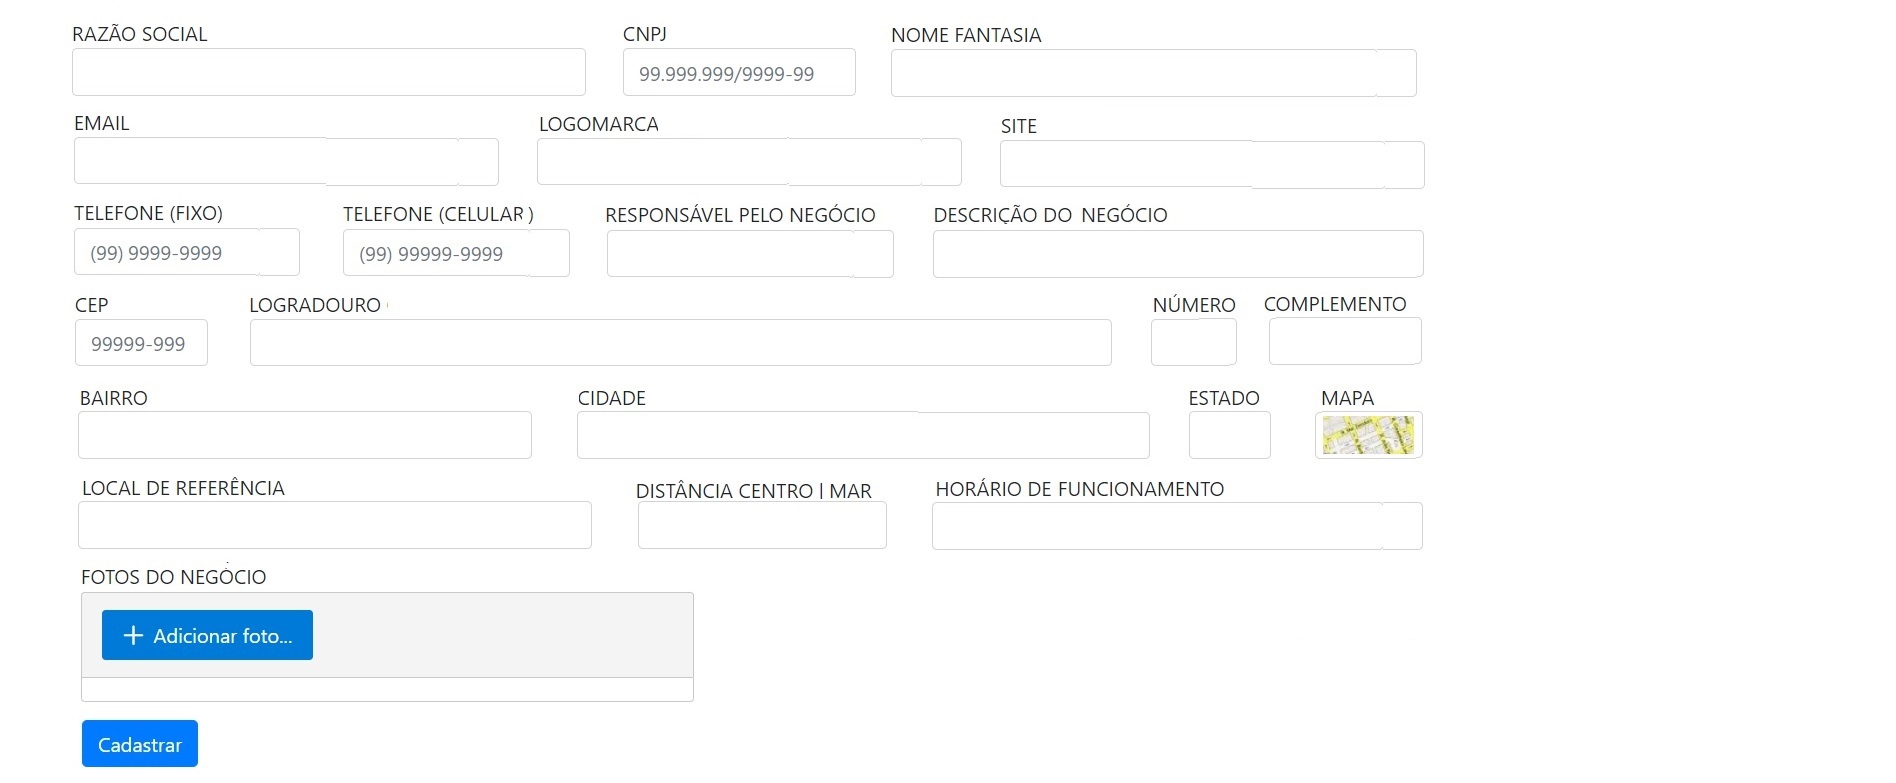 RAZÃO SOCIAL CNPJ NOME FANTASIA
99.999.999/9999-99
EMAIL LOGOMARCA SITE
TELEFONE (FIXO) TELEFONE (CELULAR ) RESPONSÁVEL PELO NEGÓCIO DESCRIÇÃO DO NEGÓCIO
(99) 9999-9999 (99) 99999-9999
CEP LOGRADOURO NÚMERO COMPLEMENTO
99999-999
BAIRRO CIDADE ESTADO MAPA
LOCAL DE REFERÊNCIA DISTÂNCIA CENTRO | MAR HORÁRIO DE FUNCIONAMENTO
FOTOS DO NEGÓCIO
+ Adicionar foto...
Cadastrar